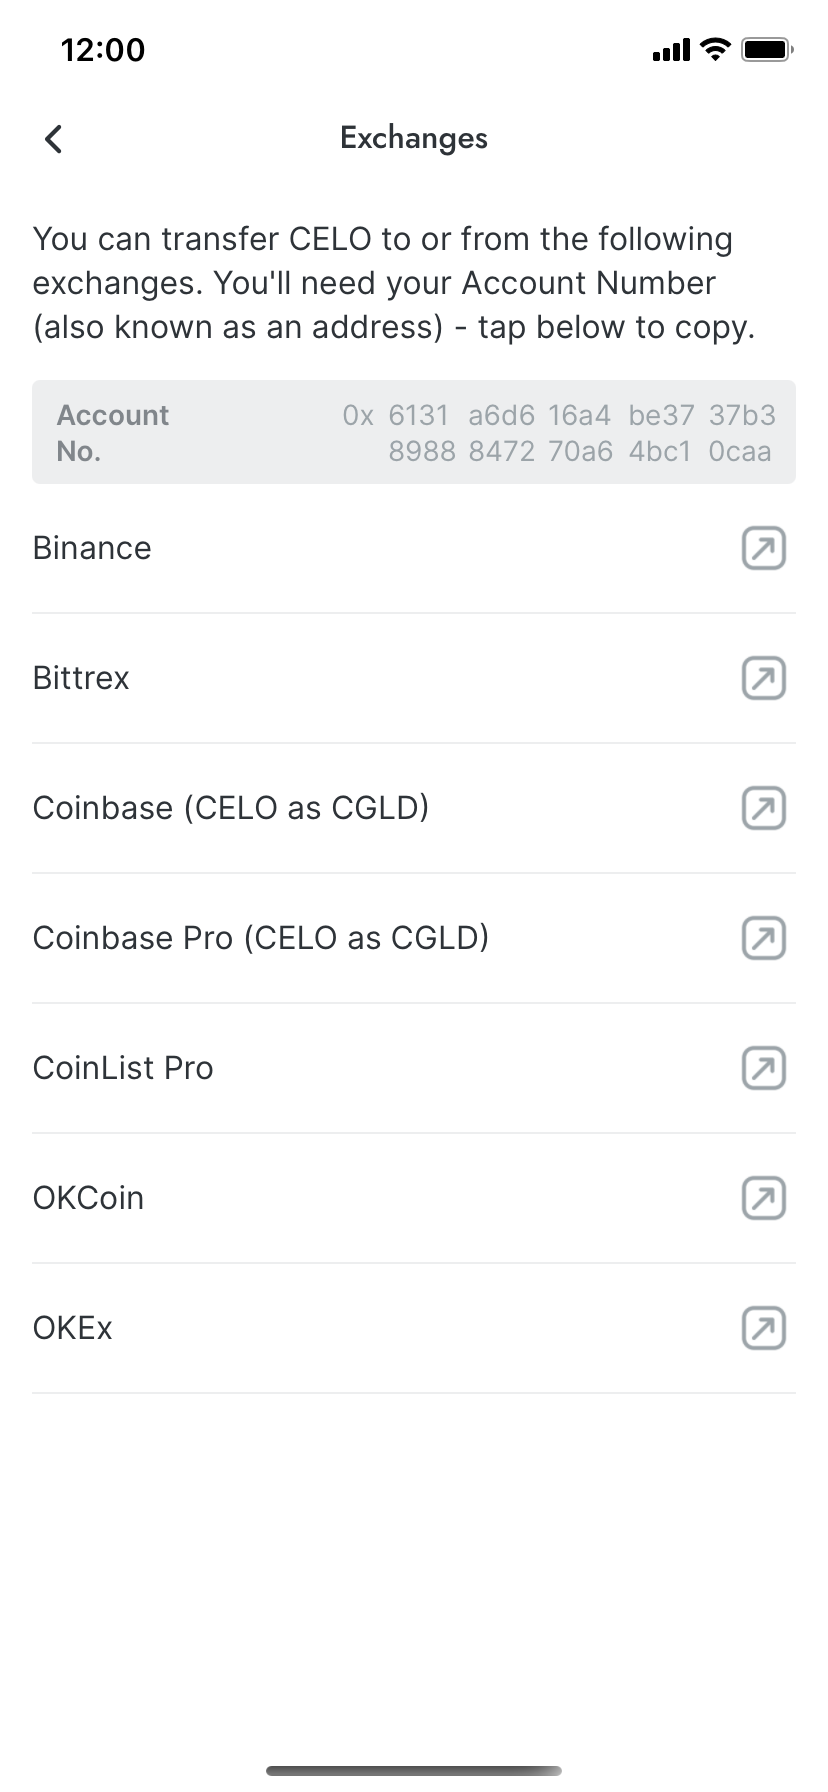 12:00
Exchanges
You can transfer CELO to or from the following
exchanges. You'll need your Account Number
(also known as an address) - tap below to copy.
Account 0x 6131 a6d6 16a4 be37 37b3
No. 8988 8472 70a6 4bc1 0caa
Binance
Bittrex
Coinbase (CELO as CGLD)
Coinbase Pro (CELO as CGLD)
CoinList Pro
OKCoin
OKEx